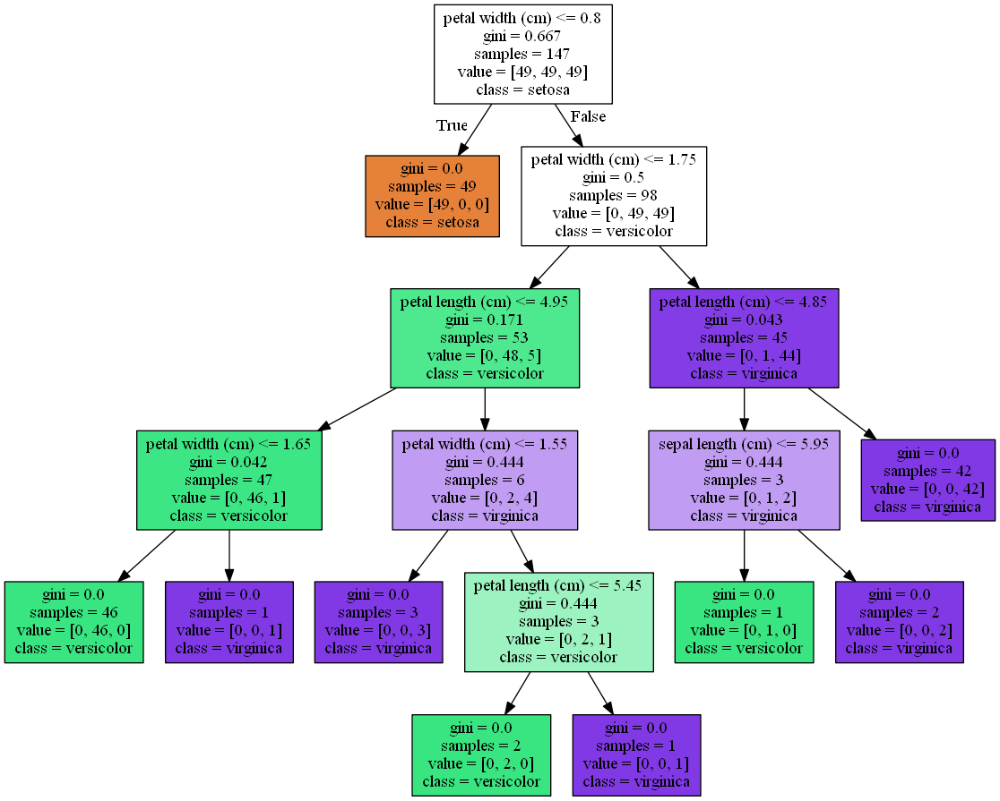 petal width (cm) <= 0.8
gini = 0.667
samples = 147
value = [49, 49, 49]
class = setosa
True
False
gini = 0.0
samples = 49
value = [49, 0, 0]
class = setosa
petal width (cm) <= 1.75
gini = 0.5
samples = 98
value = [0, 49, 49]
class = versicolor
petal length (cm) <= 4.95
gini = 0.171
samples = 53
value = [0, 48, 5]
class = versicolor
petal length (cm) <= 4.85
gini = 0.043
samples = 45
value = [0, 1, 44]
class = virginica
petal width (cm) <= 1.65
gini = 0.042
samples = 47
value = [0, 46, 1]
class = versicolor
petal width (cm) <= 1.55
gini = 0.444
samples = 6
value = [0, 2, 4]
class = virginica
sepal length (cm) <= 5.95
gini = 0.444
samples = 3
value = [0, 1, 2]
class = virginica
gini = 0.0
samples = 42
value = [0, 0, 42]
class = virginica
gini = 0.0
samples = 46
value = [0, 46, 0]
class = versicolor
gini = 0.0
samples = 1
value = [0, 0, 1]
class = virginica
gini = 0.0
samples = 3
value = [0, 0, 3]
class = virginica
petal length (cm) <= 5.45
gini = 0.444
samples = 3
value = [0, 2, 1]
class = versicolor
gini = 0.0
samples = 1
value = [0, 1, 0]
class = versicolor
gini = 0.0
samples = 2
value = [0, 0, 2]
class = virginica
gini = 0.0
samples = 2
value = [0, 2, 0]
class = versicolor
gini = 0.0
samples = 1
value = [0, 0, 1]
class = virginica